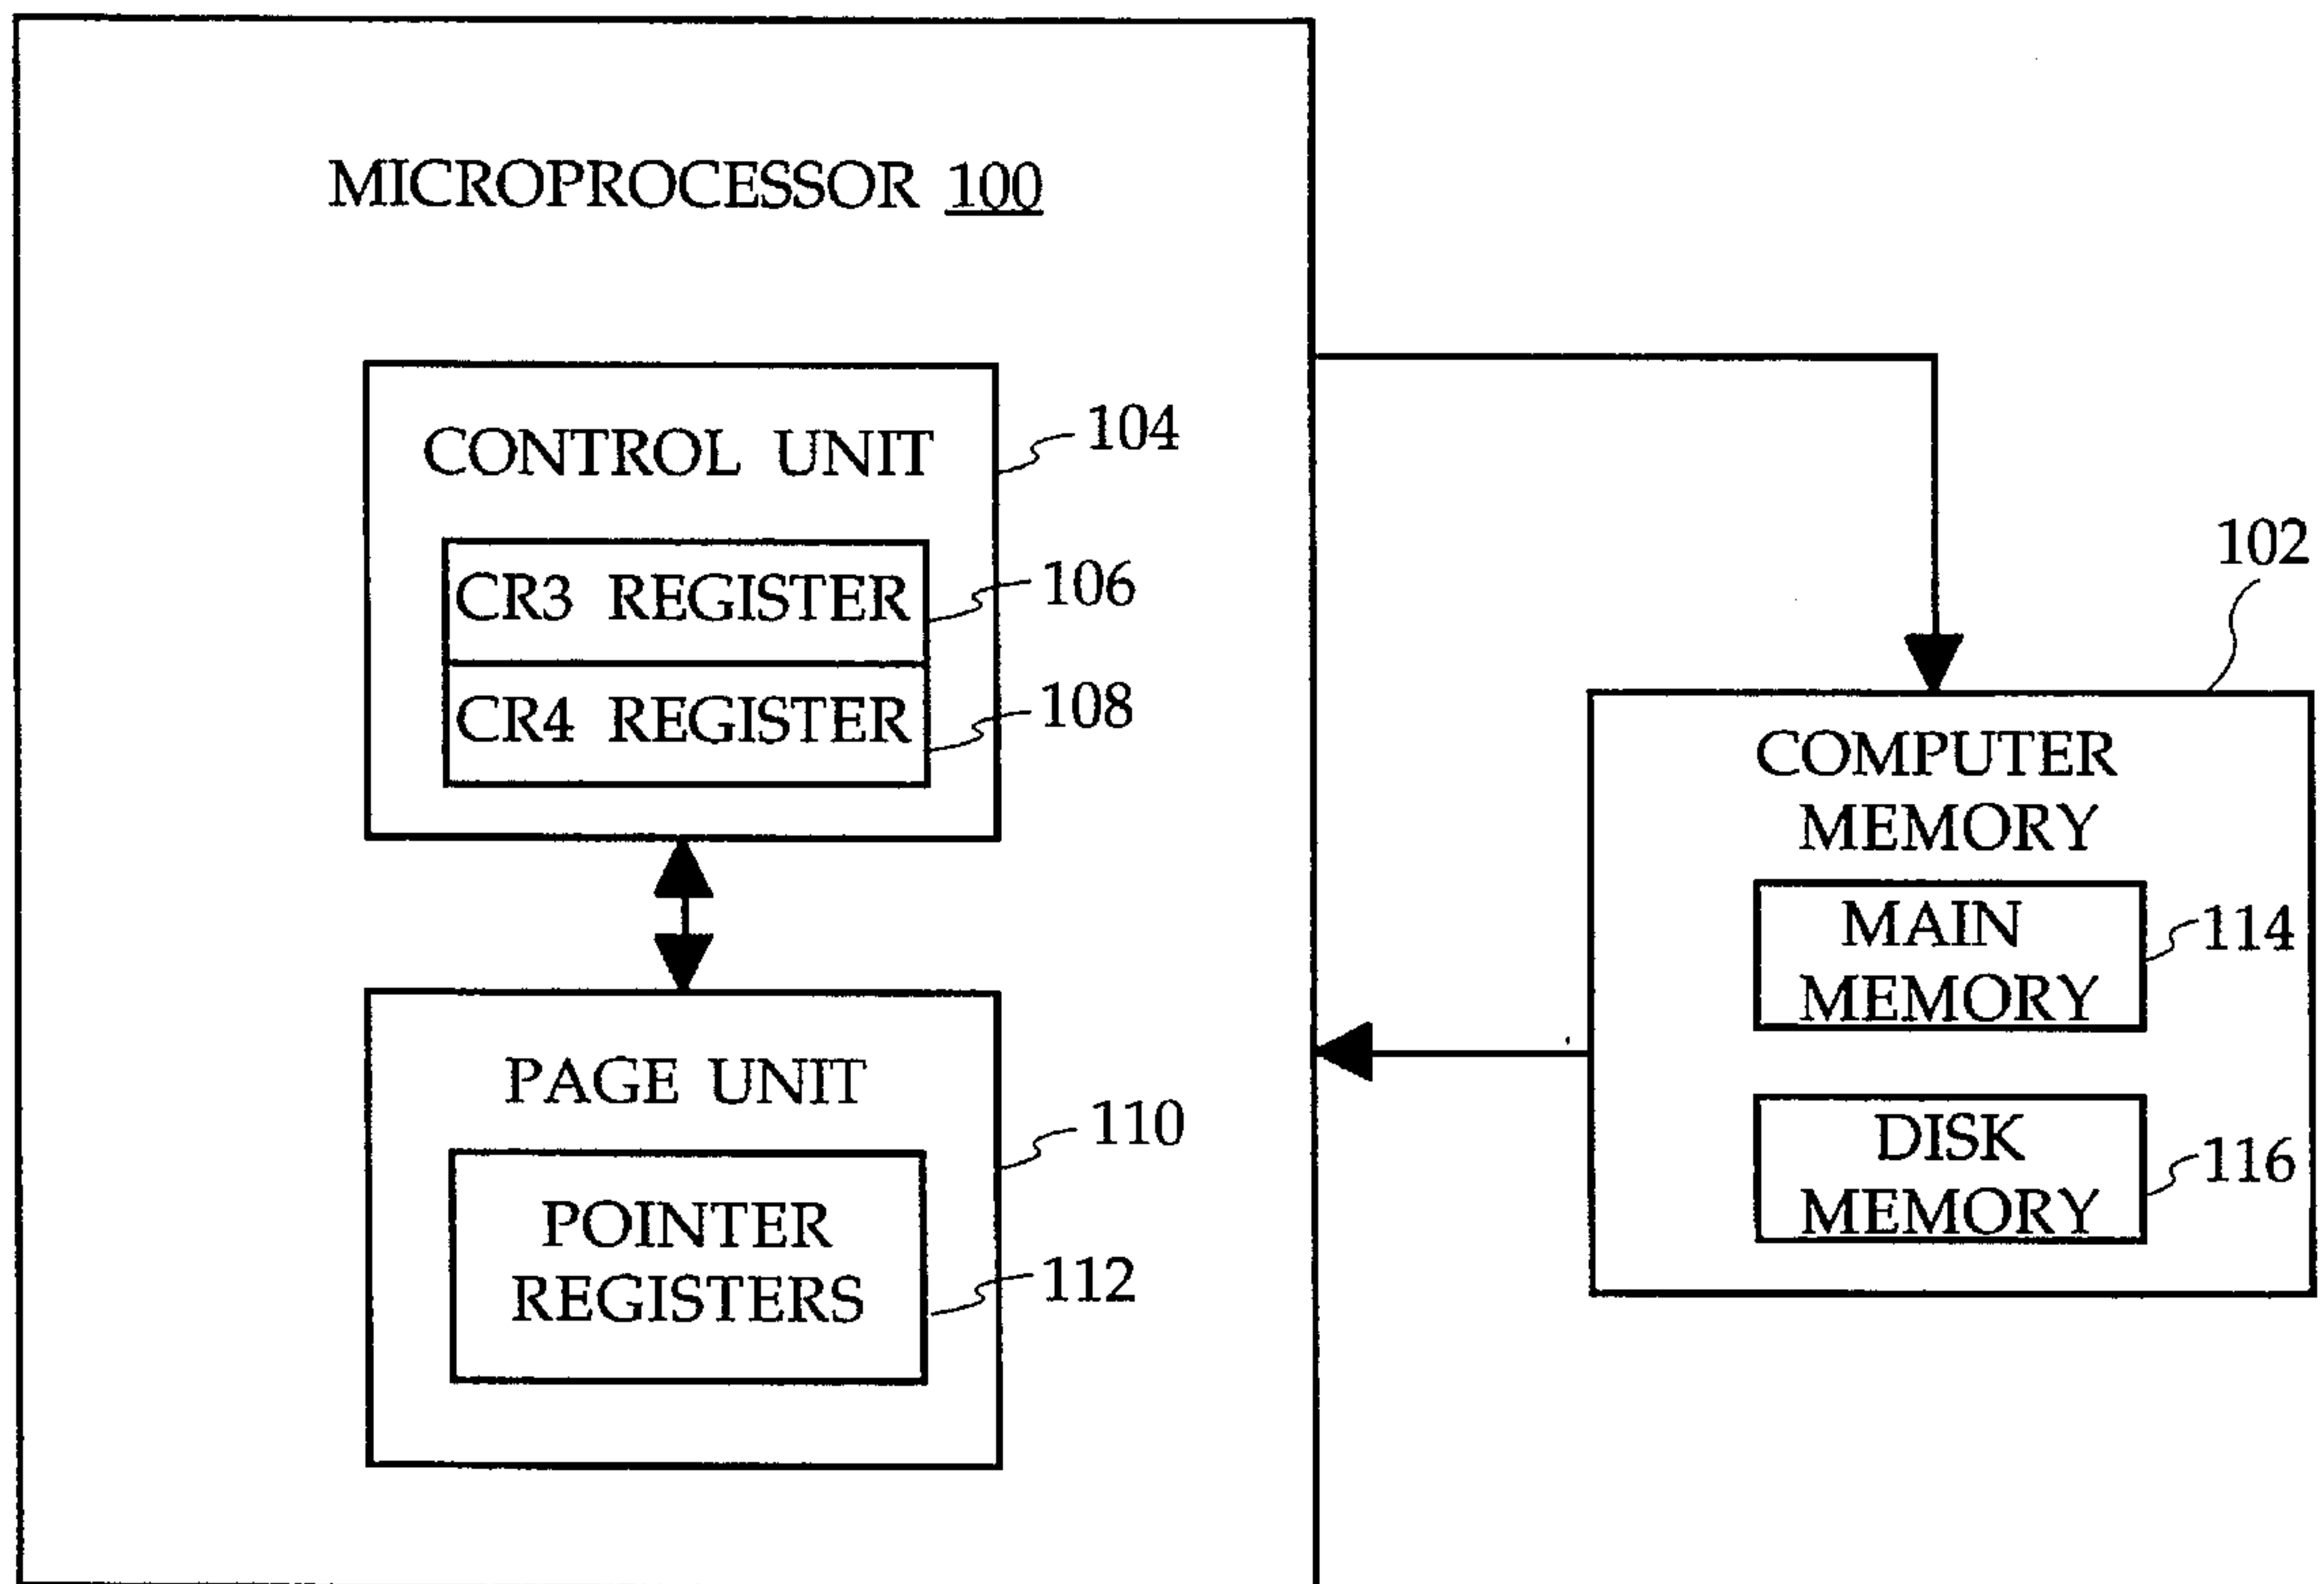 MICROPROCESSOR 100
CONTROL UNIT
104
CR3 REGISTER
106
CR4 REGISTER
108
PAGE UNIT
110
POINTER
REGISTERS
112
102
COMPUTER
MEMORY
MAIN
MEMORY
114
DISK
MEMORY
116